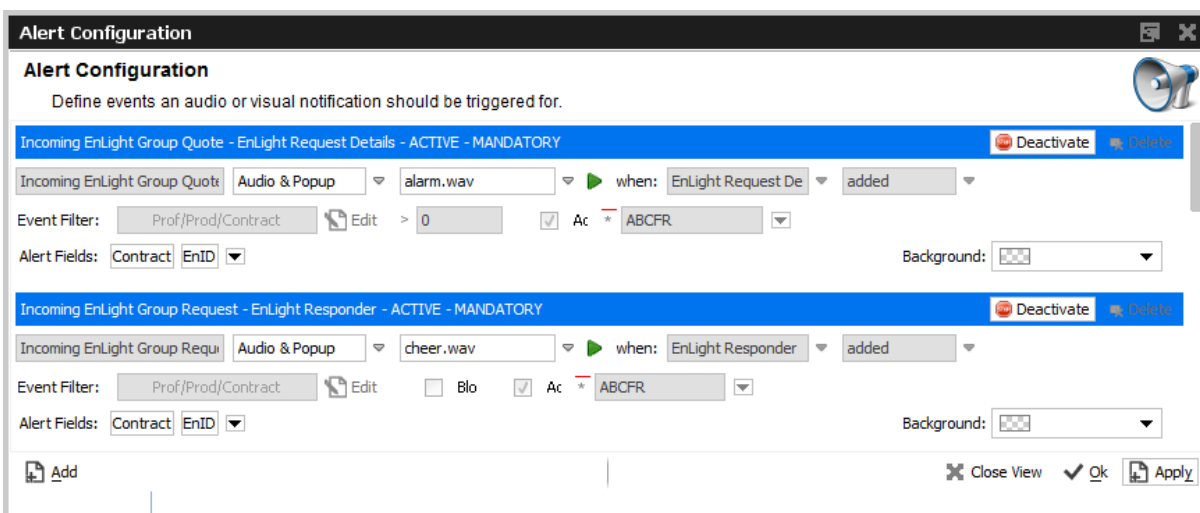 Alert Configuration
Alert Configuration
Define events an audio or visual notification should be triggered for.
Incoming EnLight Group Quote - EnLight Request Details - ACTIVE - MANDATORY Deactivate Delete
Incoming EnLight Group Quote Audio & Popup alarm.wav when: EnLight Request De added
Event Filter: Prof/Prod/Contract Edit > 0 Ac * ABCFR
Alert Fields: Contract EnID Background:
Incoming EnLight Group Request - EnLight Responder - ACTIVE - MANDATORY Deactivate Delete
Incoming EnLight Group Reque Audio & Popup cheer.wav when: EnLight Responder added
Event Filter: Prof/Prod/Contract Edit Blo Ac * ABCFR
Alert Fields: Contract EnID Background:
Add Close View Ok Apply